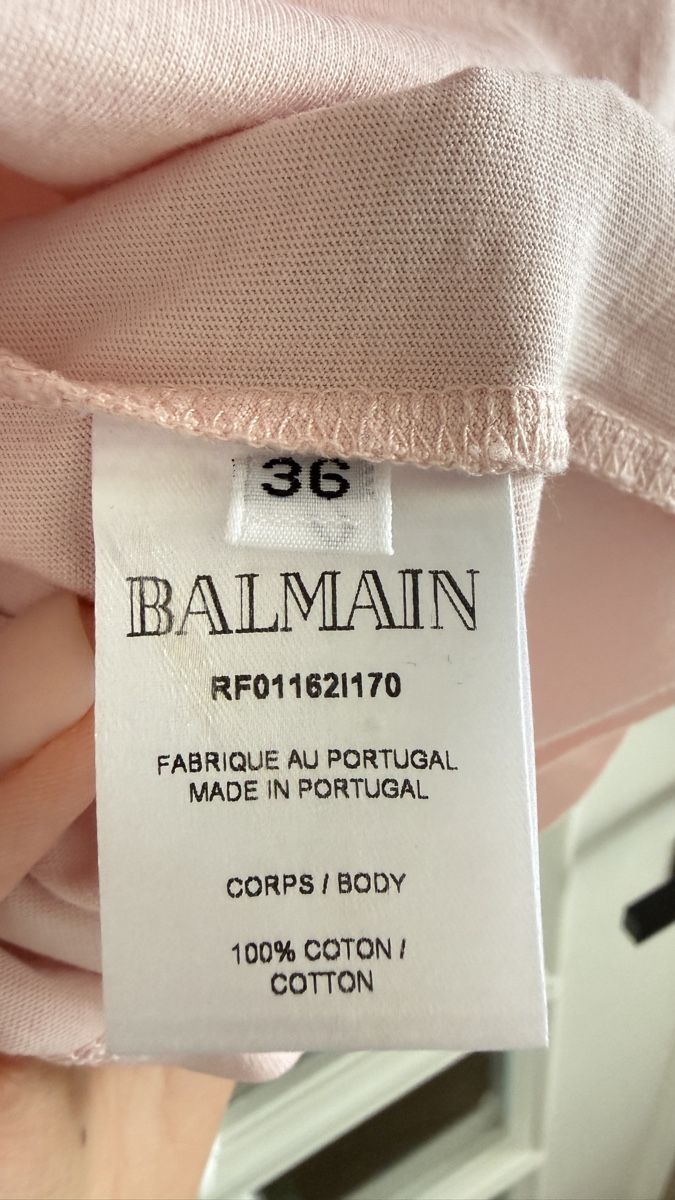 36
BALMAIN
RF01162I170
FABRIQUE AU PORTUGAL
MADE IN PORTUGAL
CORPS / BODY
100% COTON /
COTTON